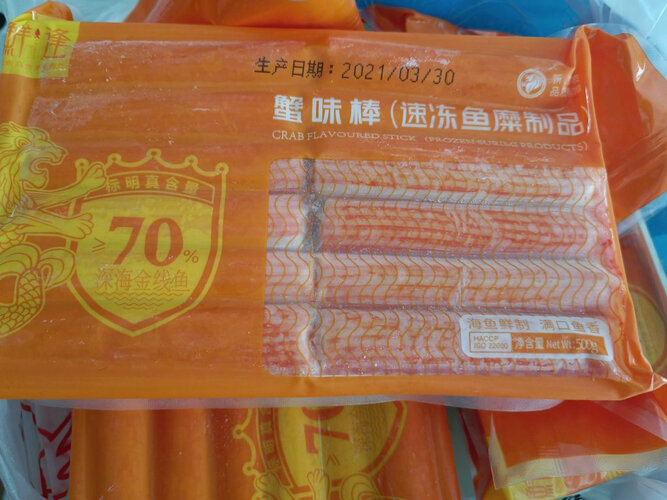 生产日期：2021/03/30
蟹味棒（速冻鱼糜制品
CRAB FLAVOURED STICK (FROZEN SURIMI PRODUCTS)
标明真含量
≥70%
深海金线鱼
海鱼鲜制 满口鱼香
HACCP
ISO 22000
净含量 Net Wt: 500g
70